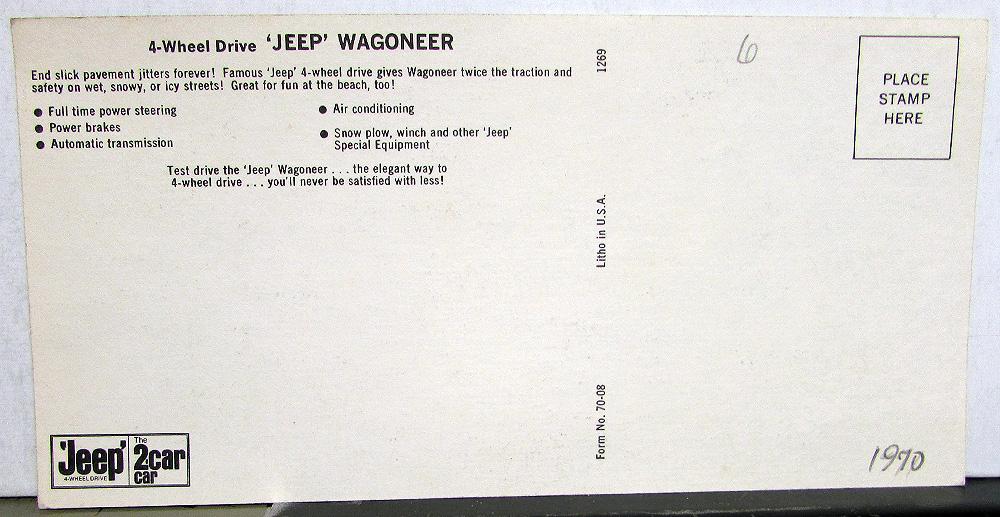 4-Wheel Drive 'JEEP' WAGONEER
End slick pavement jitters forever! Famous 'Jeep' 4-wheel drive gives Wagoneer twice the traction and
safety on wet, snowy, or icy streets! Great for fun at the beach, too!
● Full time power steering
● Power brakes
● Automatic transmission
● Air conditioning
● Snow plow, winch and other 'Jeep'
Special Equipment
Test drive the 'Jeep' Wagoneer . . . the elegant way to
4-wheel drive . . . you'll never be satisfied with less!
'Jeep'
4-WHEEL DRIVE
The
2car
car
1269
Litho in U.S.A.
Form No. 70-08
6
PLACE
STAMP
HERE
1970